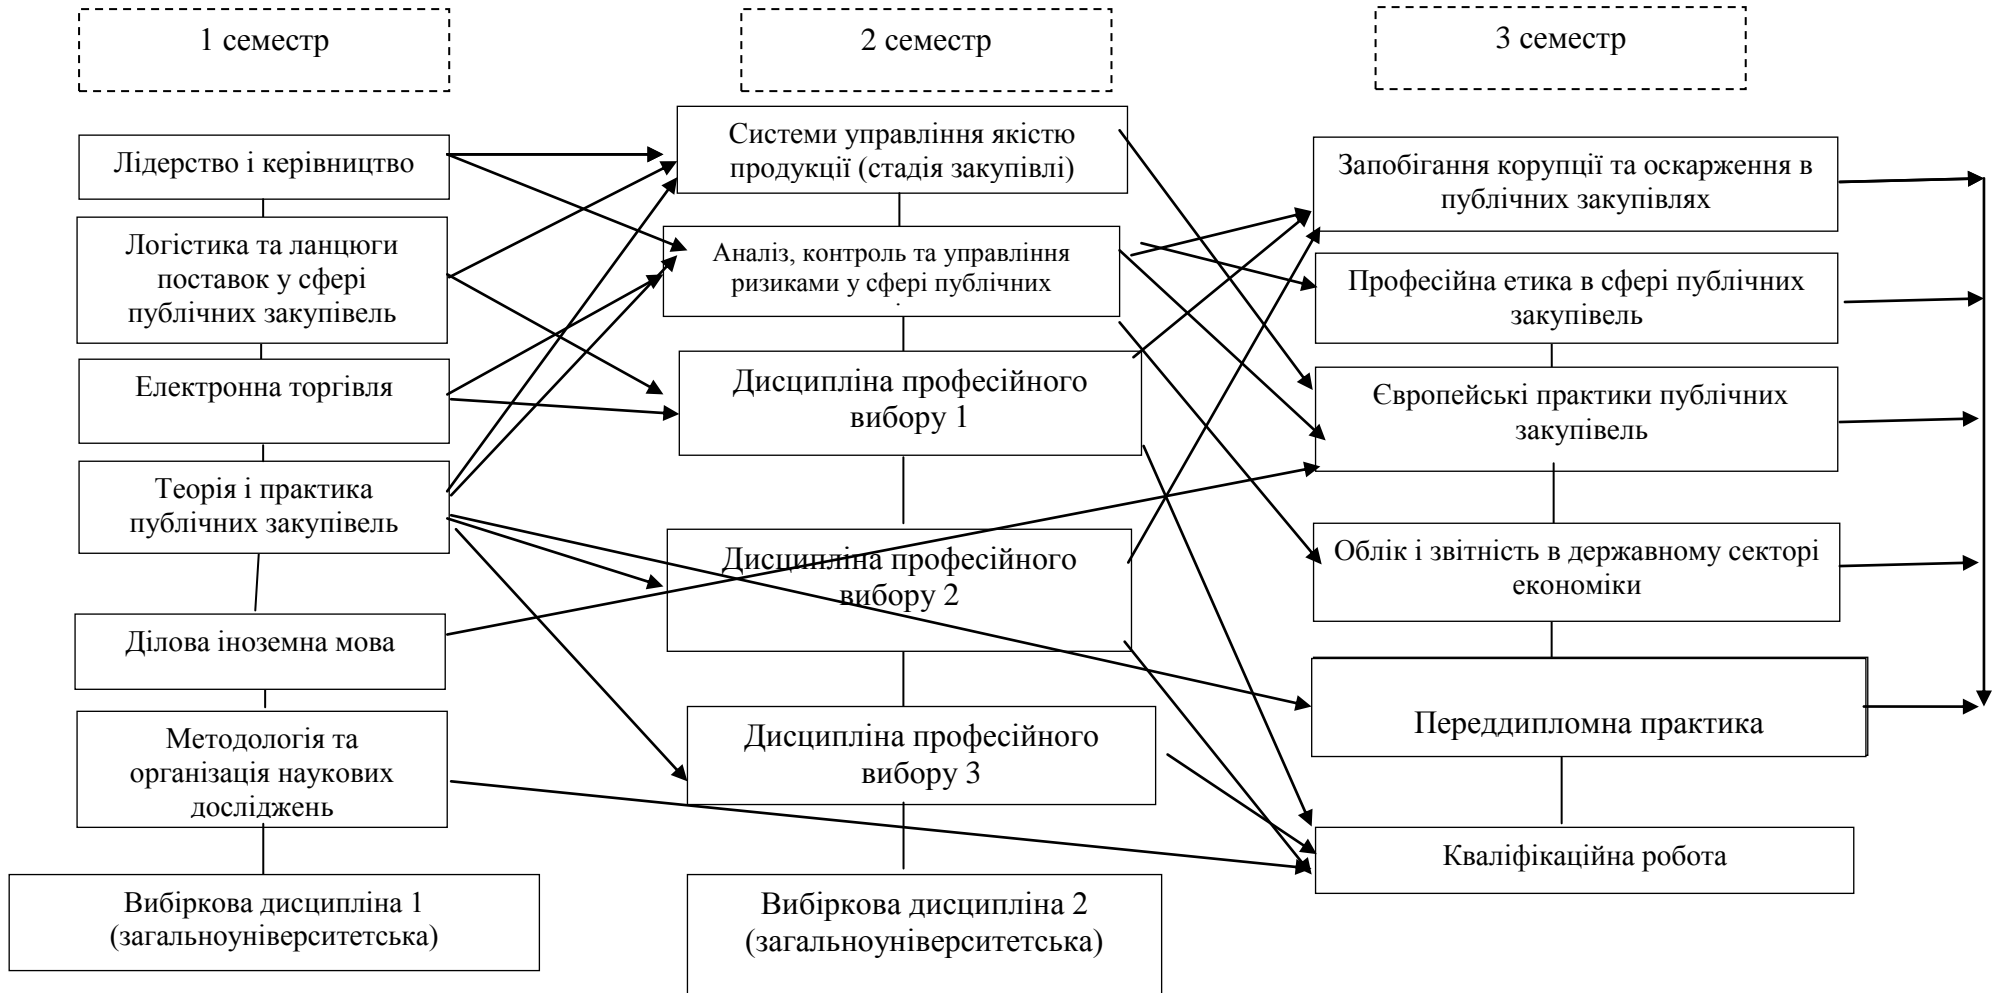 1 семестр
2 семестр
3 семестр
Лідерство і керівництво
Логістика та ланцюги
поставок у сфері
публічних закупівель
Електронна торгівля
Теорія і практика
публічних закупівель
Ділова іноземна мова
Методологія та
організація наукових
досліджень
Вибіркова дисципліна 1
(загальноуніверситетська)
Системи управління якістю
продукції (стадія закупівлі)
Аналіз, контроль та управління
ризиками у сфері публічних
Дисципліна професійного
вибору 1
Дисципліна професійного
вибору 2
Дисципліна професійного
вибору 3
Вибіркова дисципліна 2
(загальноуніверситетська)
Запобігання корупції та оскарження в
публічних закупівлях
Професійна етика в сфері публічних
закупівель
Європейські практики публічних
закупівель
Облік і звітність в державному секторі
економіки
Переддипломна практика
Кваліфікаційна робота